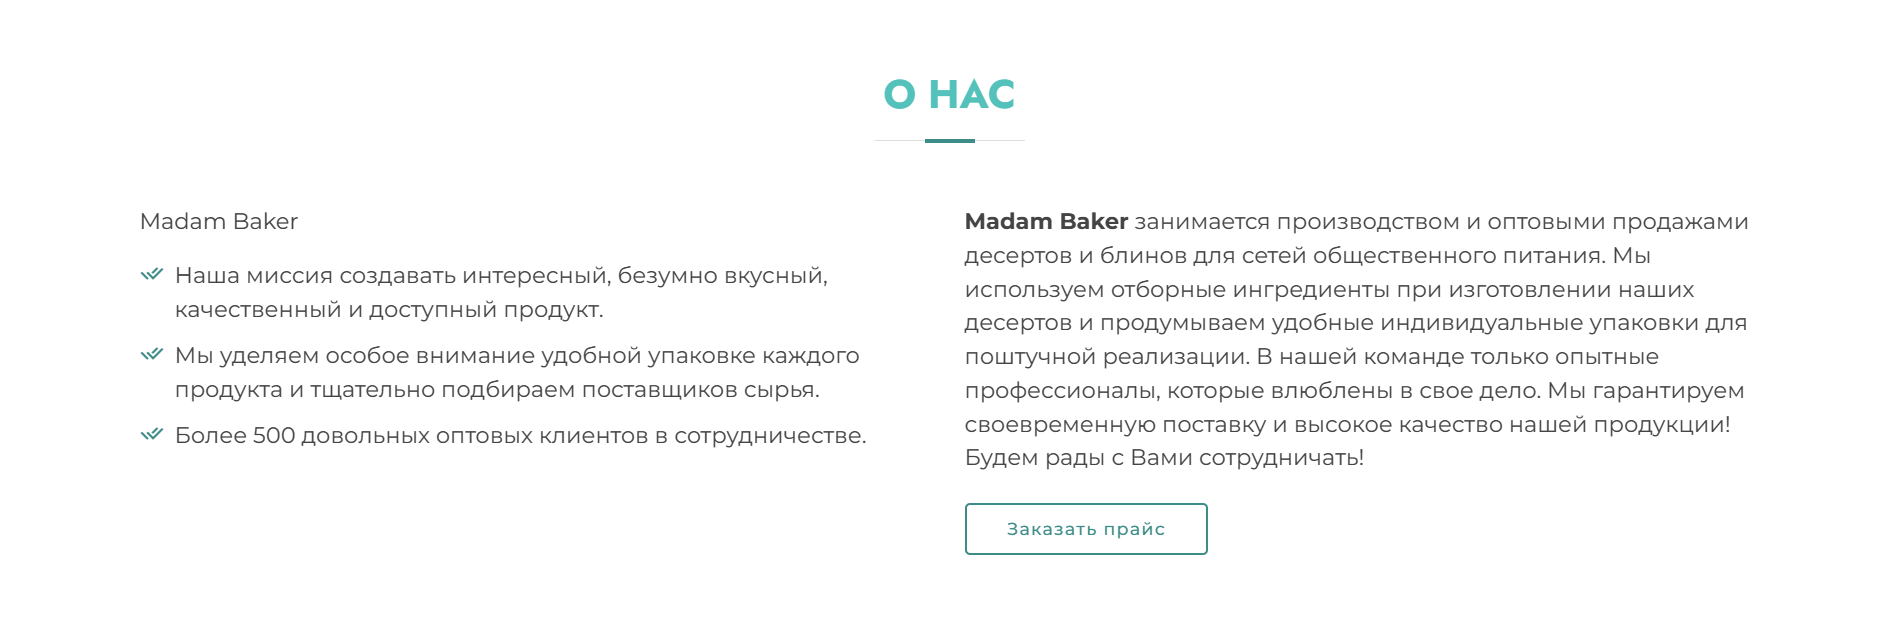 О НАС
Madam Baker
Наша миссия создавать интересный, безумно вкусный,
качественный и доступный продукт.
Мы уделяем особое внимание удобной упаковке каждого
продукта и тщательно подбираем поставщиков сырья.
Более 500 довольных оптовых клиентов в сотрудничестве.
Madam Baker занимается производством и оптовыми продажами
десертов и блинов для сетей общественного питания. Мы
используем отборные ингредиенты при изготовлении наших
десертов и продумываем удобные индивидуальные упаковки для
поштучной реализации. В нашей команде только опытные
профессионалы, которые влюблены в свое дело. Мы гарантируем
своевременную поставку и высокое качество нашей продукции!
Будем рады с Вами сотрудничать!
Заказать прайс